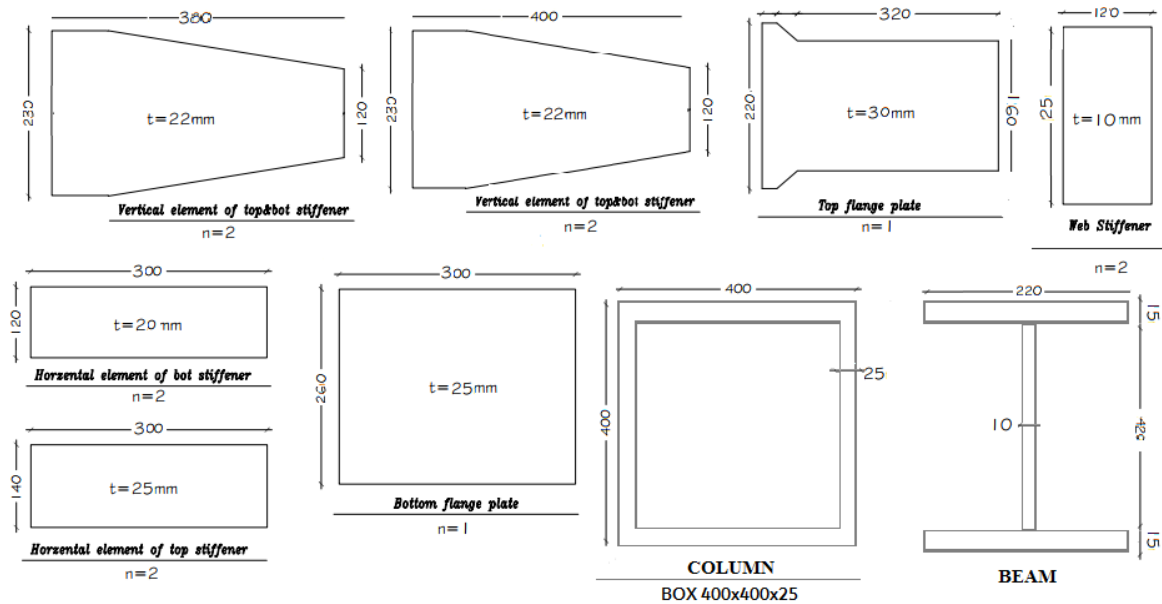 380
230
t=22mm
120
Vertical element of top&bot stiffener
n=2
400
230
t=22mm
120
Vertical element of top&bot stiffener
n=2
320
220
t=30mm
160
Top flange plate
n=1
120
25
t=10mm
Web Stiffener
n=2
300
120
t=20mm
Horzental element of bot stiffener
n=2
300
140
t=25mm
Horzental element of top stiffener
n=2
300
260
t=25mm
Bottom flange plate
n=1
400
400
25
COLUMN
BOX 400x400x25
220
15
10
426
15
BEAM